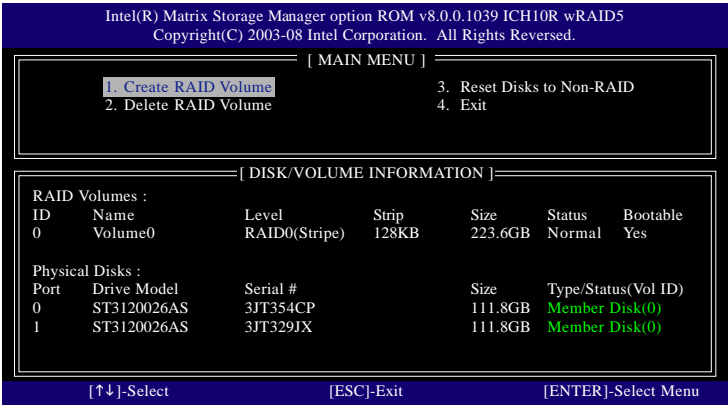 Intel(R) Matrix Storage Manager option ROM v8.0.0.1039 ICH10R wRAID5
Copyright(C) 2003-08 Intel Corporation. All Rights Reversed.
[ MAIN MENU ]
1. Create RAID Volume 3. Reset Disks to Non-RAID
2. Delete RAID Volume 4. Exit
[ DISK/VOLUME INFORMATION ]
RAID Volumes :
ID Name Level Strip Size Status Bootable
0 Volume0 RAID0(Stripe) 128KB 223.6GB Normal Yes
Physical Disks :
Port Drive Model Serial # Size Type/Status(Vol ID)
0 ST3120026AS 3JT354CP 111.8GB Member Disk(0)
1 ST3120026AS 3JT329JX 111.8GB Member Disk(0)
[↑↓]-Select [ESC]-Exit [ENTER]-Select Menu